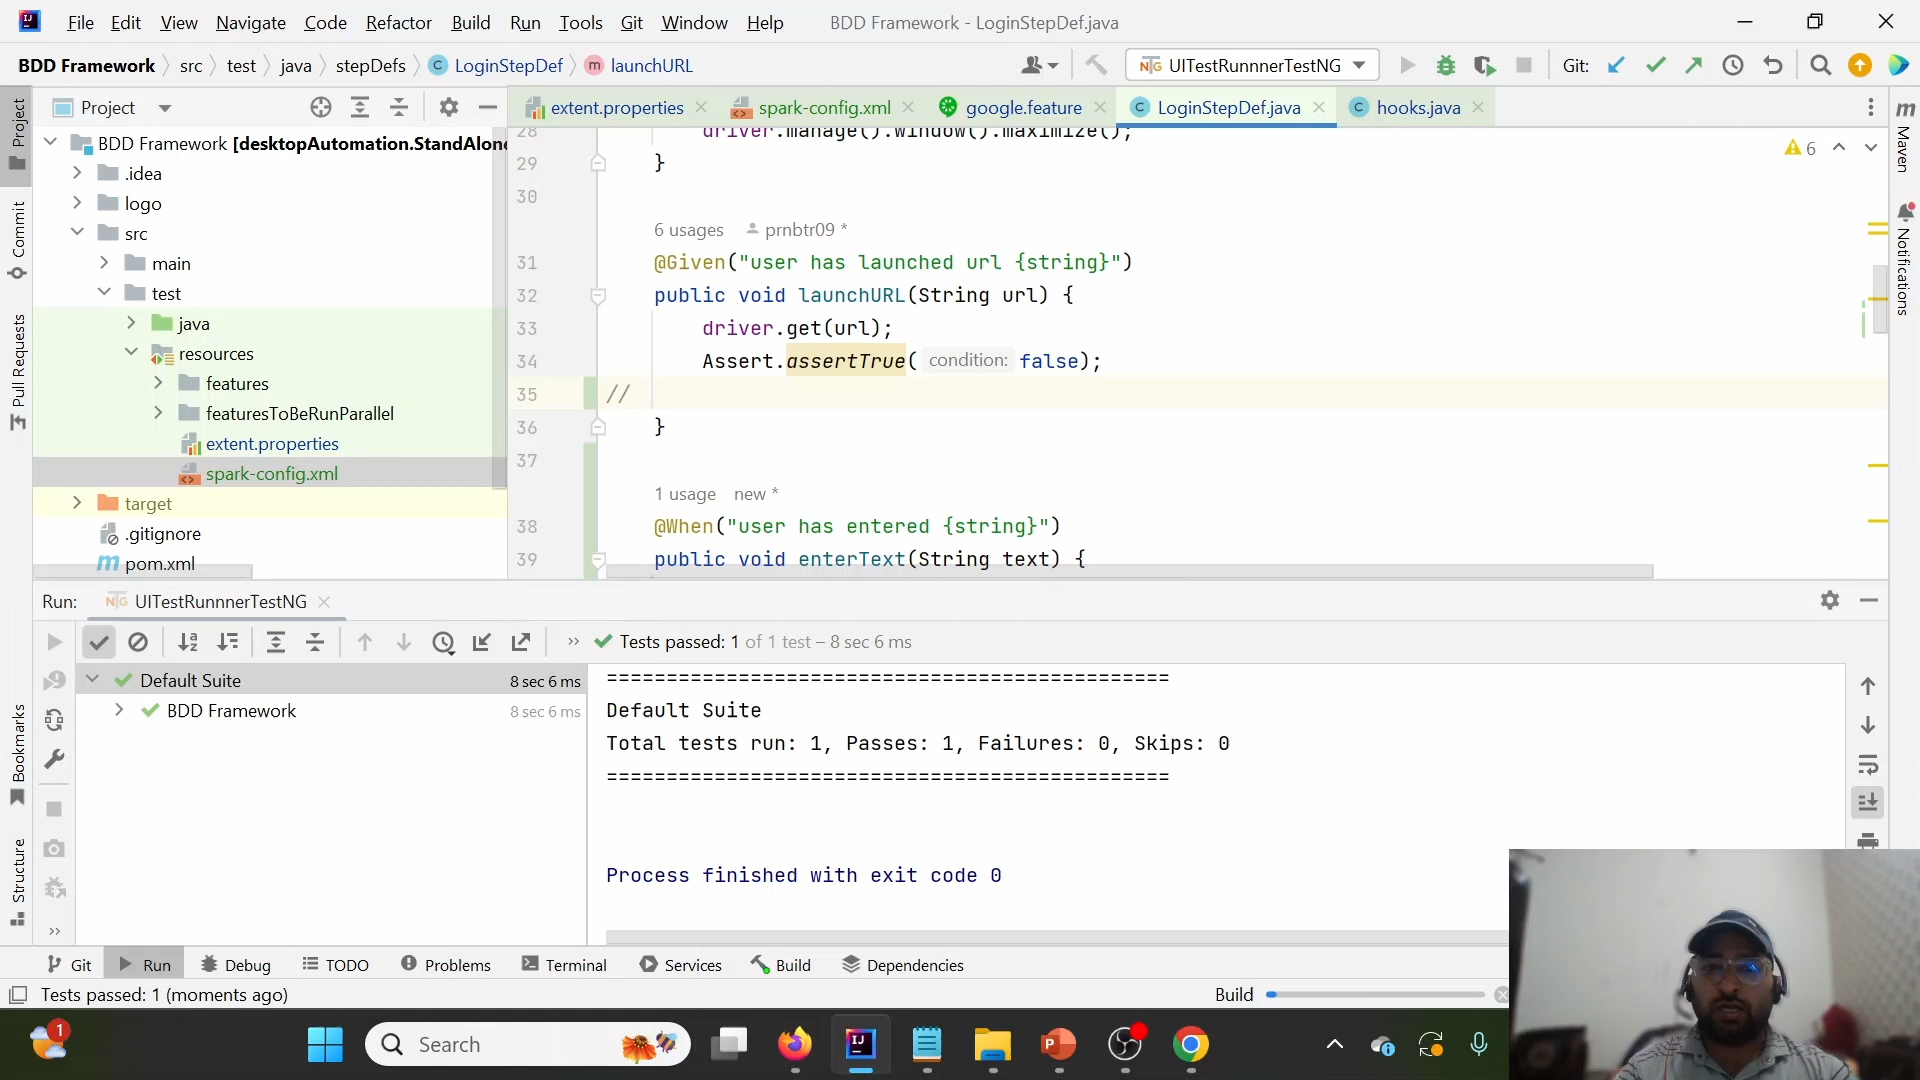 File Edit View Navigate Code Refactor Build Run Tools Git Window Help BDD Framework - LoginStepDef.java
BDD Framework src test java stepDefs LoginStepDef launchURL UITestRunnnerTestNG Git:
Project
extent.properties spark-config.xml google.feature LoginStepDef.java hooks.java
BDD Framework [desktopAutomation.StandAlone
.idea
logo
src
main
test
java
resources
features
featuresToBeRunParallel
extent.properties
spark-config.xml
target
.gitignore
pom.xml
28 driver.manage().window().maximize();
29 }
30
6 usages prnbtr09 *
31 @Given("user has launched url {string}")
32 public void launchURL(String url) {
33 driver.get(url);
34 Assert.assertTrue( condition: false);
35 //
36 }
37
1 usage new *
38 @When("user has entered {string}")
39 public void enterText(String text) {
6
Project
Commit
Pull Requests
Bookmarks
Structure
Maven
Notifications
Run: UITestRunnnerTestNG
Tests passed: 1 of 1 test – 8 sec 6 ms
Default Suite 8 sec 6 ms
BDD Framework 8 sec 6 ms
===============================================
Default Suite
Total tests run: 1, Passes: 1, Failures: 0, Skips: 0
===============================================
Process finished with exit code 0
Git Run Debug TODO Problems Terminal Services Build Dependencies
Tests passed: 1 (moments ago) Build
1
Search